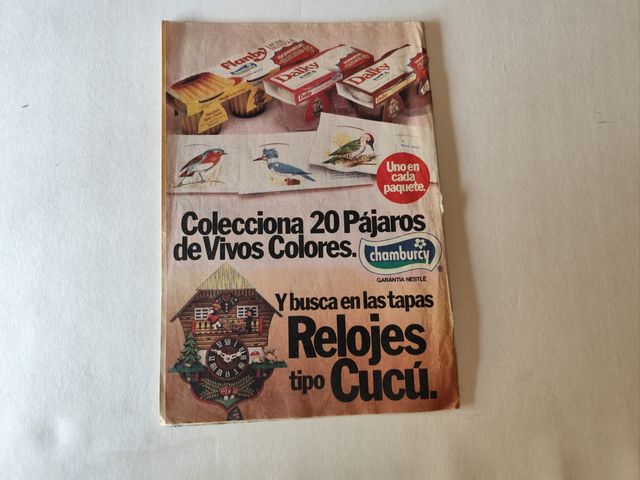 Flanby
Dalky
Dalky
Uno en
cada
paquete.
Colecciona 20 Pájaros
de Vivos Colores.
chambourcy
®
GARANTIA NESTLE
Y busca en las tapas
Relojes
tipo Cucú.